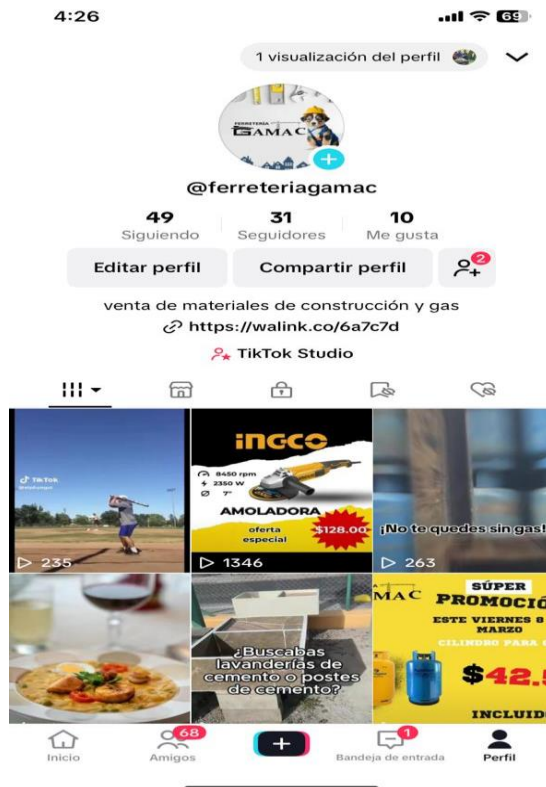 4:26
69
1 visualización del perfil
FERRETERÍA
GAMAC
@ferreteriagamac
49 31 10
Siguiendo Seguidores Me gusta
Editar perfil Compartir perfil 2
venta de materiales de construcción y gas
https://walink.co/6a7c7d
TikTok Studio
TikTok
235
INGCO
8450 rpm
2350 W
7"
AMOLADORA
oferta
especial
$128.00
1346
¡No te quedes sin gas!
263
¿Buscabas
lavanderías de
cemento o postes
de cemento?
MAC
SÚPER
PROMOCIÓ
ESTE VIERNES 8
MARZO
CILINDRO PARA
$42.5
INCLUID
68 1
Inicio Amigos Bandeja de entrada Perfil